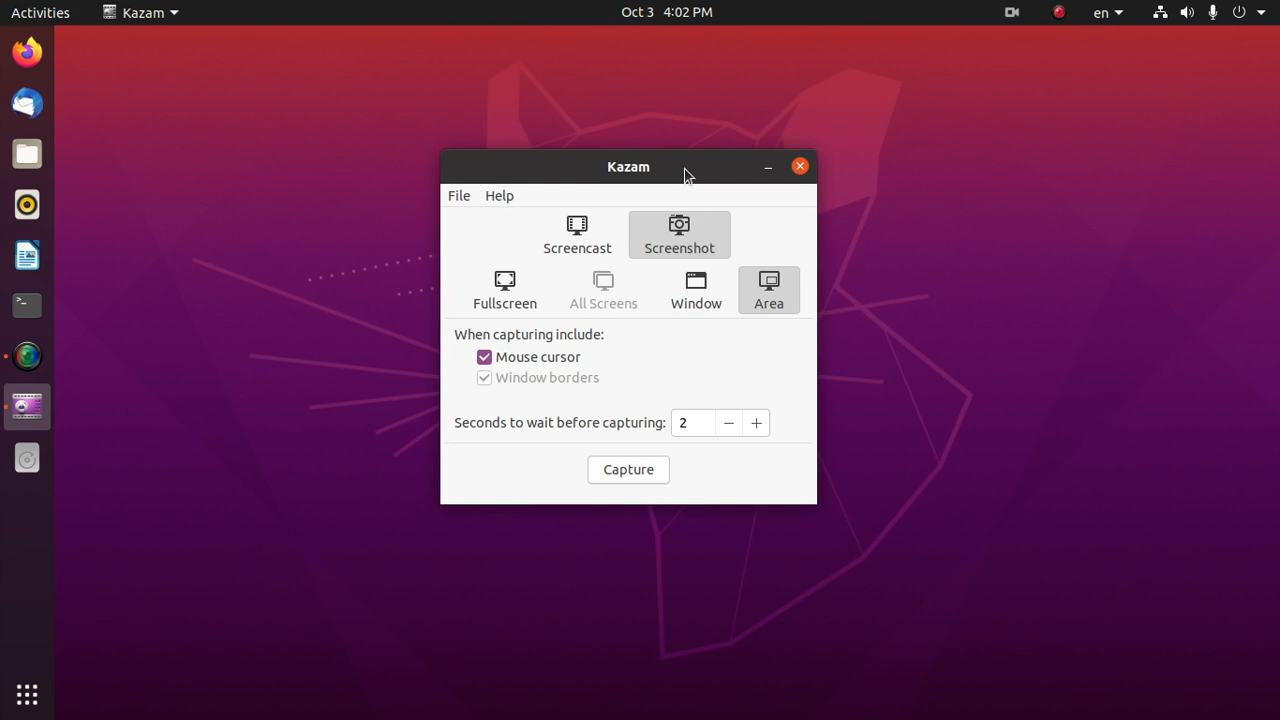 Activities Kazam Oct 3 4:02 PM en
Kazam
File Help
Screencast Screenshot
Fullscreen All Screens Window Area
When capturing include:
Mouse cursor
Window borders
Seconds to wait before capturing: 2
Capture